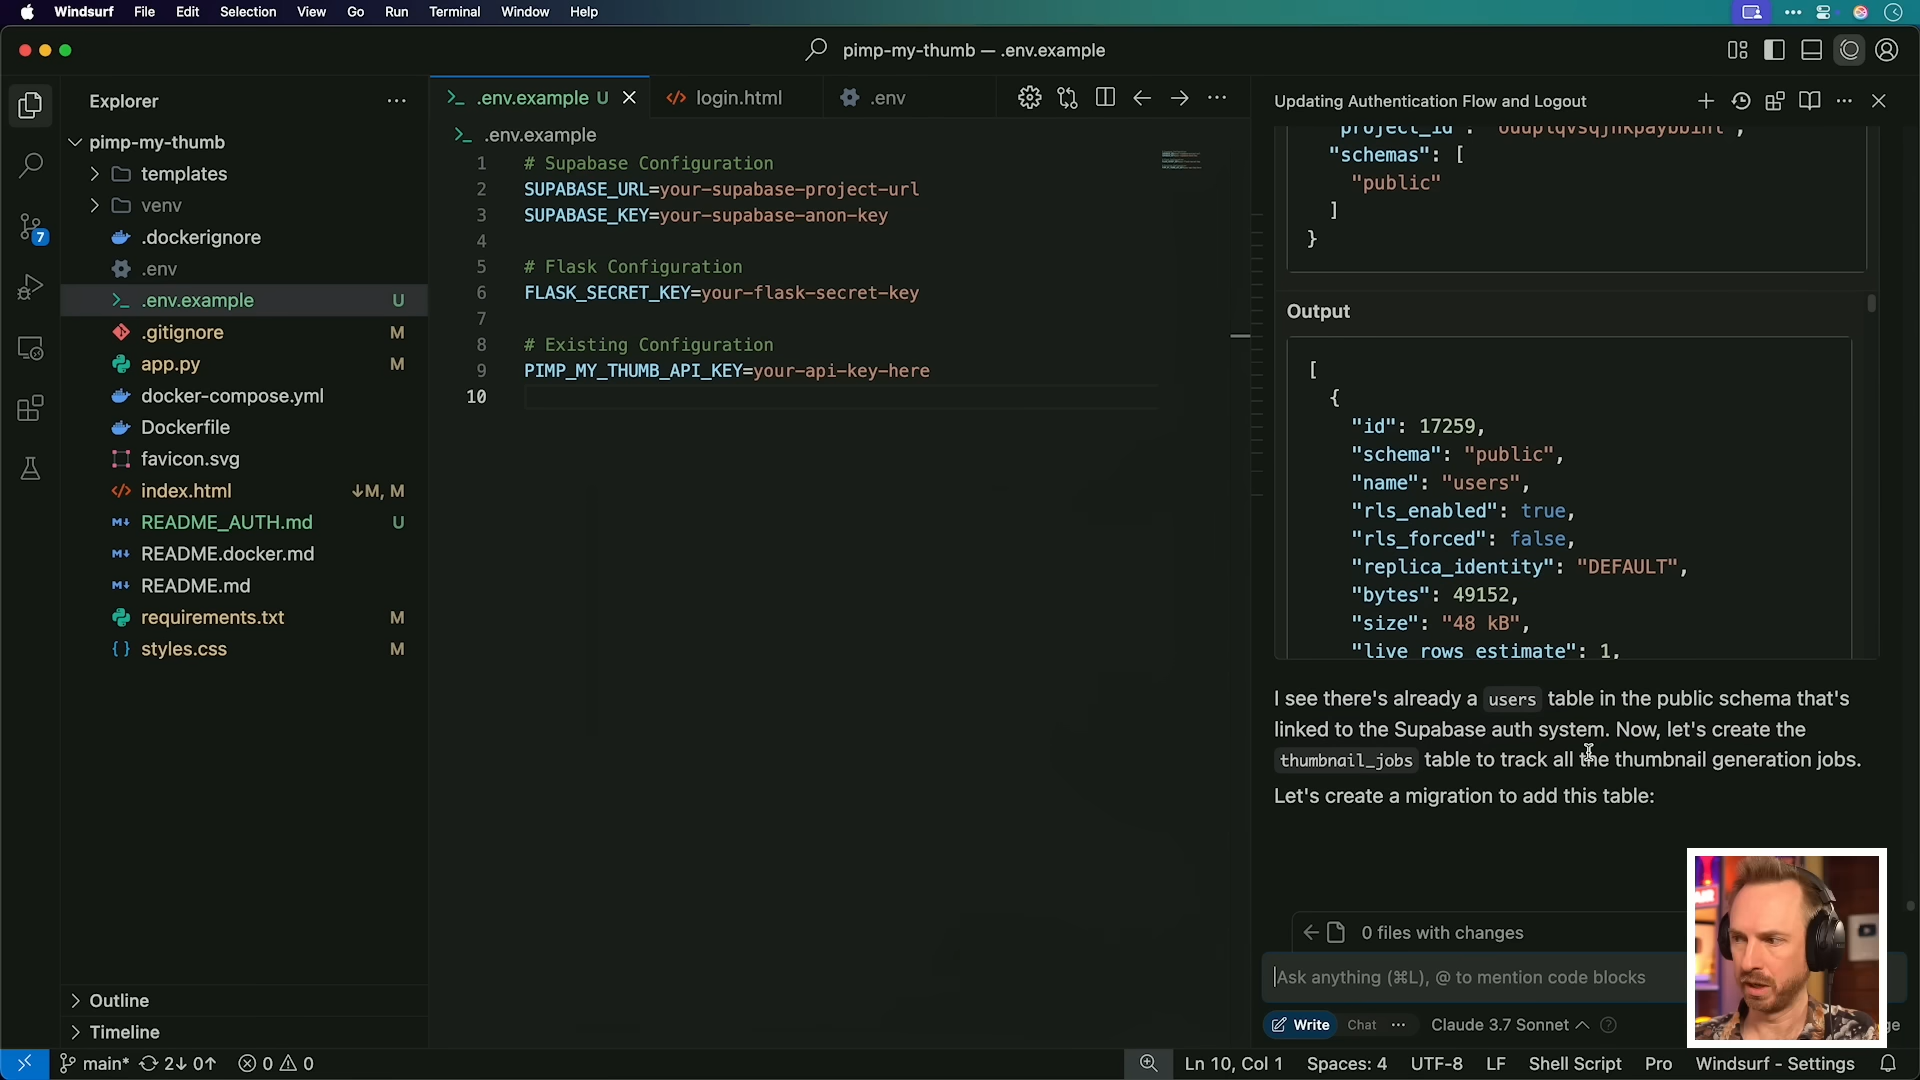 Windsurf File Edit Selection View Go Run Terminal Window Help
pimp-my-thumb — .env.example
Explorer
pimp-my-thumb
templates
venv
.dockerignore
.env
.env.example U
.gitignore M
app.py M
docker-compose.yml
Dockerfile
favicon.svg
index.html ↓M, M
README_AUTH.md U
README.docker.md
README.md
requirements.txt M
styles.css M
Outline
Timeline
7
.env.example U
login.html
.env
.env.example
1 # Supabase Configuration
2 SUPABASE_URL=your-supabase-project-url
3 SUPABASE_KEY=your-supabase-anon-key
4
5 # Flask Configuration
6 FLASK_SECRET_KEY=your-flask-secret-key
7
8 # Existing Configuration
9 PIMP_MY_THUMB_API_KEY=your-api-key-here
10
Updating Authentication Flow and Logout
"project_id":
"schemas": [
"public"
]
}
Output
[
{
"id": 17259,
"schema": "public",
"name": "users",
"rls_enabled": true,
"rls_forced": false,
"replica_identity": "DEFAULT",
"bytes": 49152,
"size": "48 kB",
"live_rows_estimate": 1,
I see there's already a users table in the public schema that's
linked to the Supabase auth system. Now, let's create the
thumbnail_jobs table to track all the thumbnail generation jobs.
Let's create a migration to add this table:
0 files with changes
Ask anything (⌘L), @ to mention code blocks
Write Chat ··· Claude 3.7 Sonnet
main* 2↓ 0↑ 0 0
Ln 10, Col 1 Spaces: 4 UTF-8 LF Shell Script Pro Windsurf - Settings